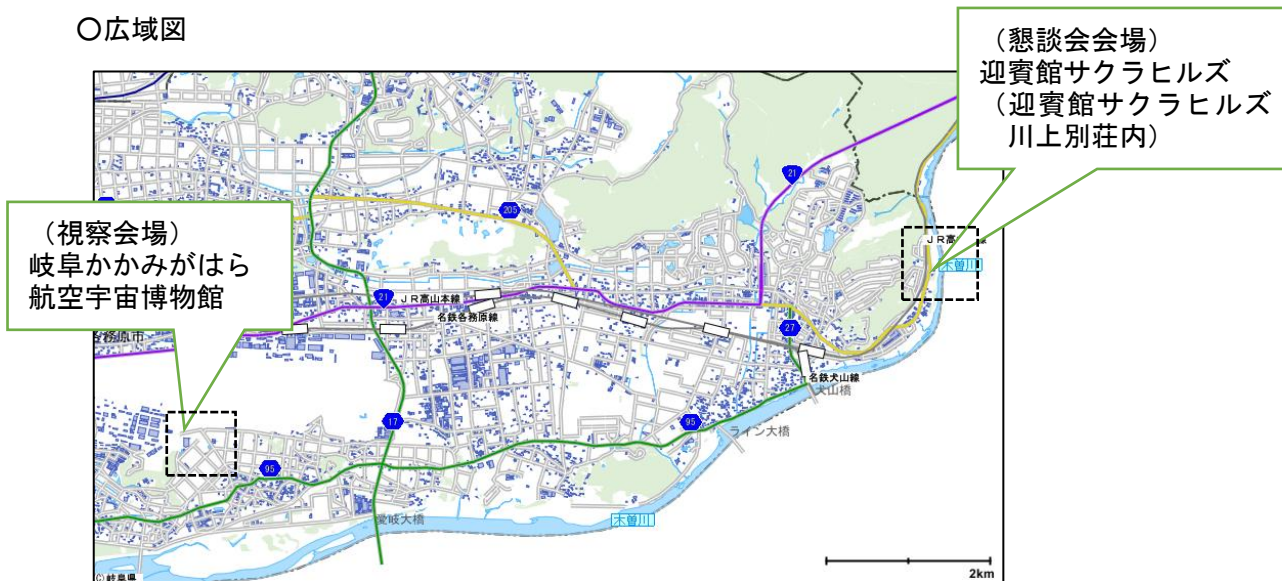 〇広域図
（懇談会会場）
迎賓館サクラヒルズ
（迎賓館サクラヒルズ
川上別荘内）
21
205
（視察会場）
岐阜かかみがはら
航空宇宙博物館
ＪＲ高
線
木曽川
21
ＪＲ高山本線
名鉄各務原線
各務原市
27
名鉄犬山線
犬山橋
17
95
ライン大橋
95
愛岐大橋
木曽川
2km
©岐阜県